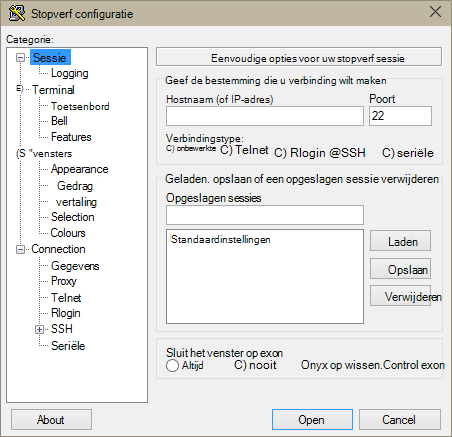 Stopverf configuratie
Categorie:
Sessie
Logging
E) Terminal
Toetsenbord
Bell
Features
(S "vensters
Appearance
Gedrag
vertaling
Selection
Colours
Connection
Gegevens
Proxy
Telnet
Rlogin
SSH
Seriële
Eenvoudige opties voor uw stopverf sessie
Geef de bestemming die u verbinding wilt maken
Hostnaam (of IP-adres) Poort
22
Verbindingstype:
C) onbewerkte C) Telnet C) Rlogin @SSH C) seriële
Geladen. opslaan of een opgeslagen sessie verwijderen
Opgeslagen sessies
Standaardinstellingen
Laden
Opslaan
Verwijderen
Sluit het venster op exon
Altijd C) nooit Onyx op wissen.Control exon
About
Open
Cancel